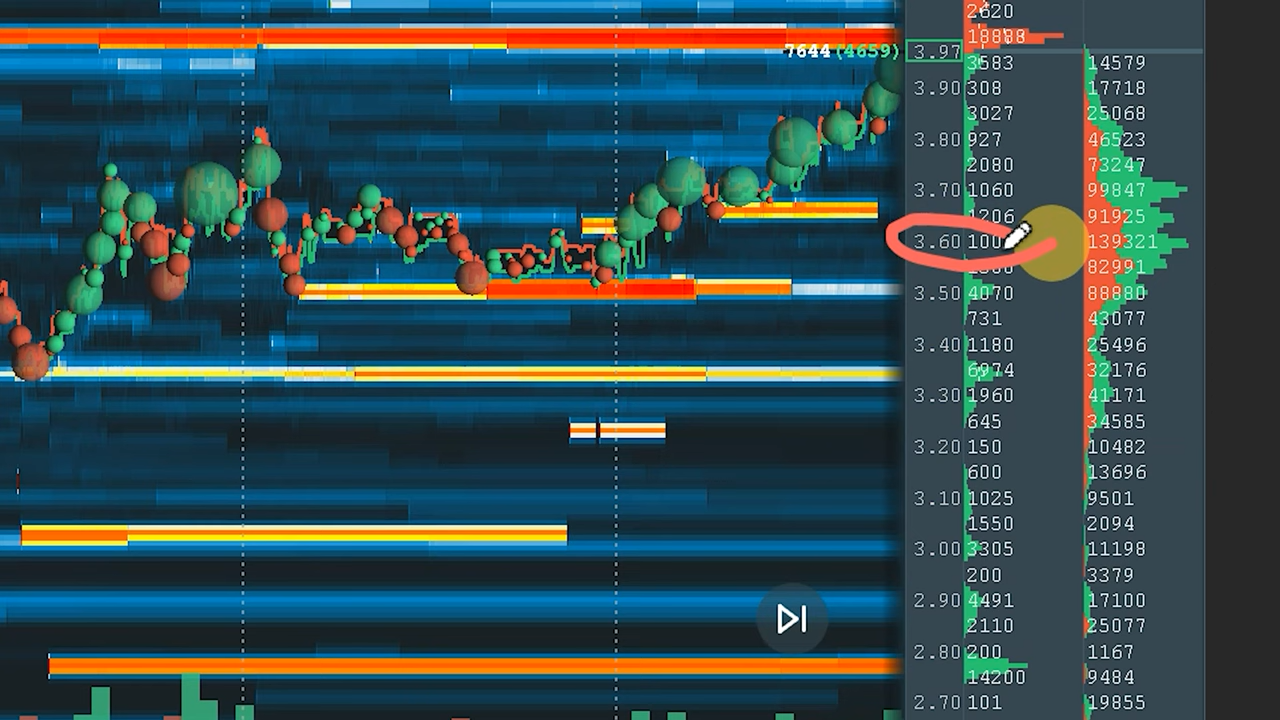 2620
18888
7644 (4659) 3.97
3583 14579
3.90 308 17718
3027 25068
3.80 927 46523
2080 73247
3.70 1060 99847
1206 91925
3.60 139321
82991
3.50 4070 88880
731 43077
3.40 1180 25496
6974 32176
3.30 1960 41171
645 34585
3.20 150 10482
600 13696
3.10 1025 9501
1550 2094
3.00 3305 11198
200 3379
2.90 4491 17100
2110 25077
2.80 200 1167
14200 9484
2.70 101 19855